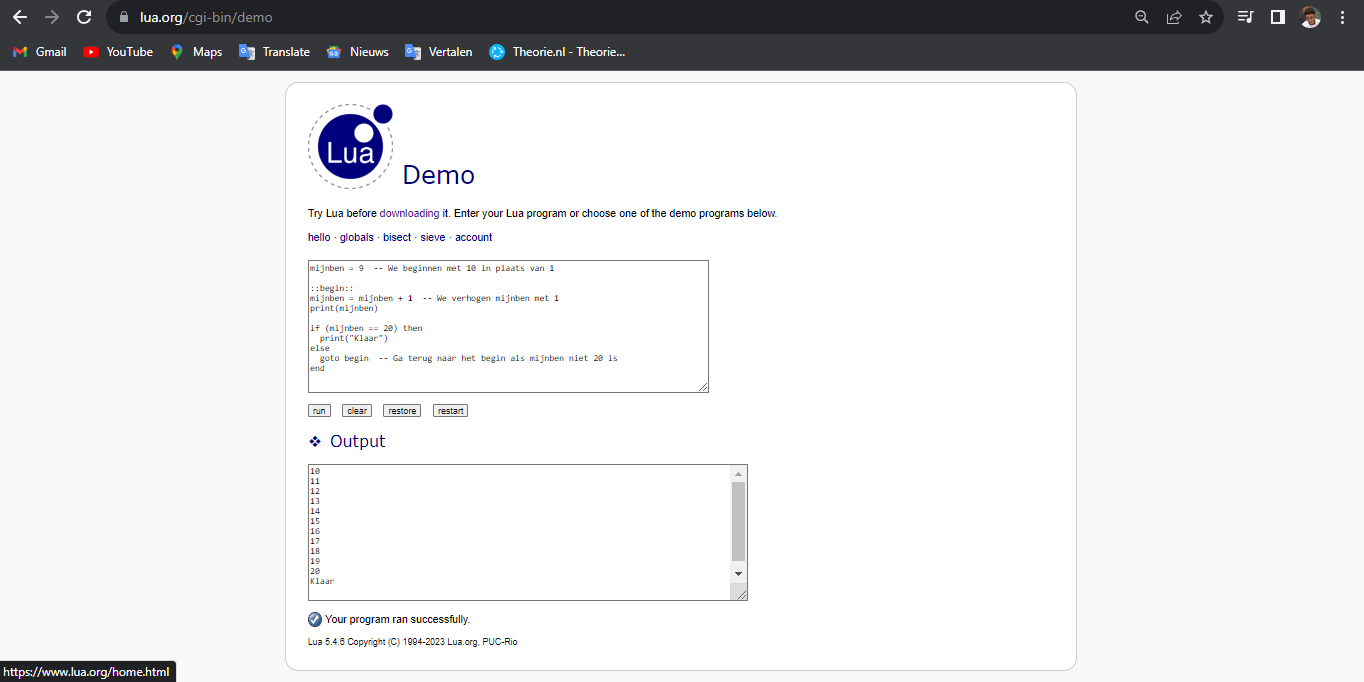 lua.org/cgi-bin/demo
Gmail YouTube Maps Translate Nieuws Vertalen Theorie.nl - Theorie...
Lua
Demo
Try Lua before downloading it. Enter your Lua program or choose one of the demo programs below.
hello · globals · bisect · sieve · account
mijnben = 9  -- We beginnen met 10 in plaats van 1
::begin::
mijnben = mijnben + 1  -- We verhogen mijnben met 1
print(mijnben)
if (mijnben == 20) then
  print("Klaar")
else
  goto begin  -- Ga terug naar het begin als mijnben niet 20 is
end
run clear restore restart
❖ Output
10
11
12
13
14
15
16
17
18
19
20
Klaar
Your program ran successfully.
Lua 5.4.6 Copyright (C) 1994-2023 Lua.org, PUC-Rio
https://www.lua.org/home.html